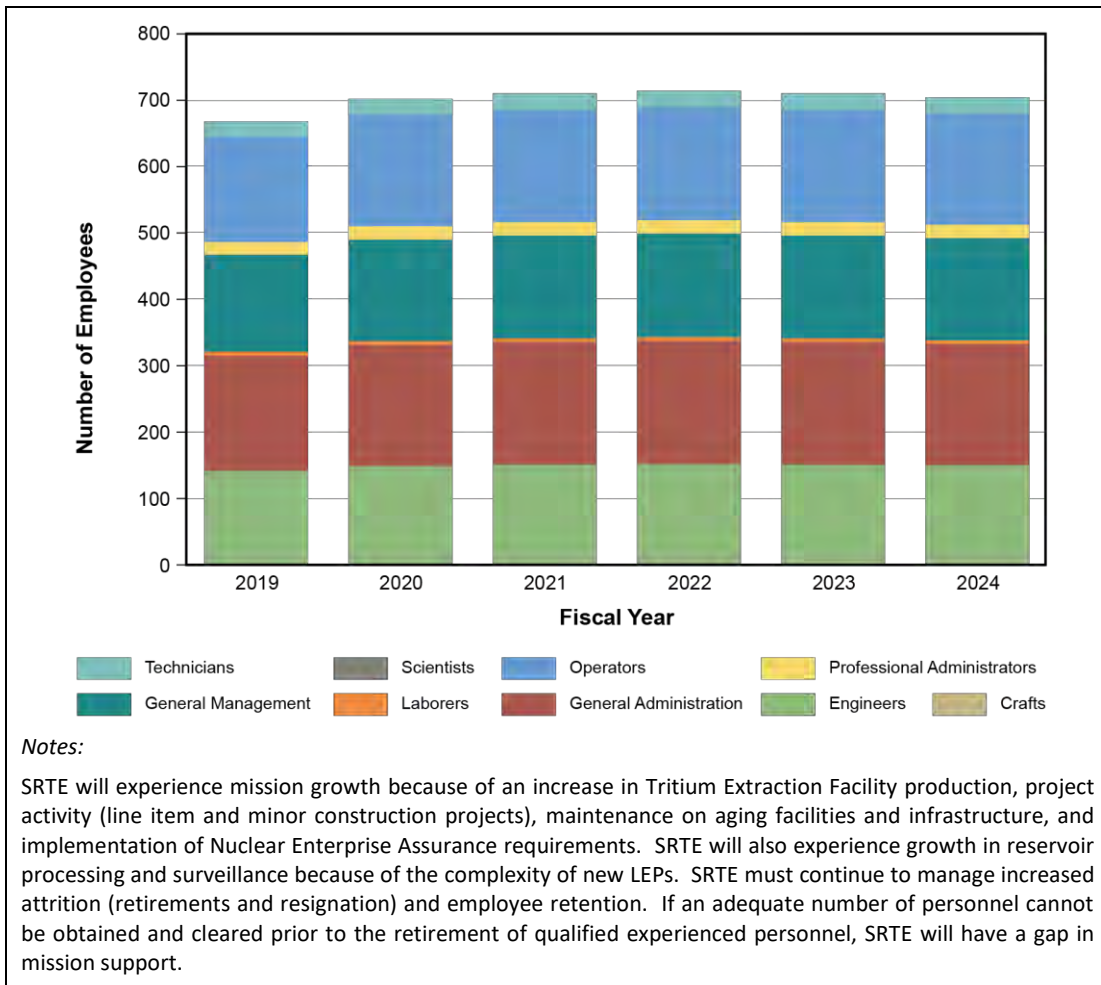 800
700
600
500
400
300
200
100
0
Number of Employees
2019 2020 2021 2022 2023 2024
Fiscal Year
Technicians Scientists Operators Professional Administrators
General Management Laborers General Administration Engineers Crafts
Notes:
SRTE will experience mission growth because of an increase in Tritium Extraction Facility production, project
activity (line item and minor construction projects), maintenance on aging facilities and infrastructure, and
implementation of Nuclear Enterprise Assurance requirements. SRTE will also experience growth in reservoir
processing and surveillance because of the complexity of new LEPs. SRTE must continue to manage increased
attrition (retirements and resignation) and employee retention. If an adequate number of personnel cannot
be obtained and cleared prior to the retirement of qualified experienced personnel, SRTE will have a gap in
mission support.